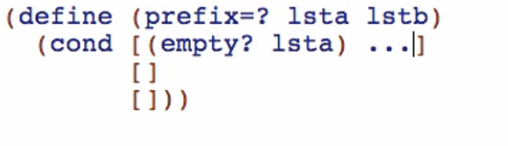 (define (prefix=? lsta lstb)
(cond [(empty? lsta) ...]
[]
[]))